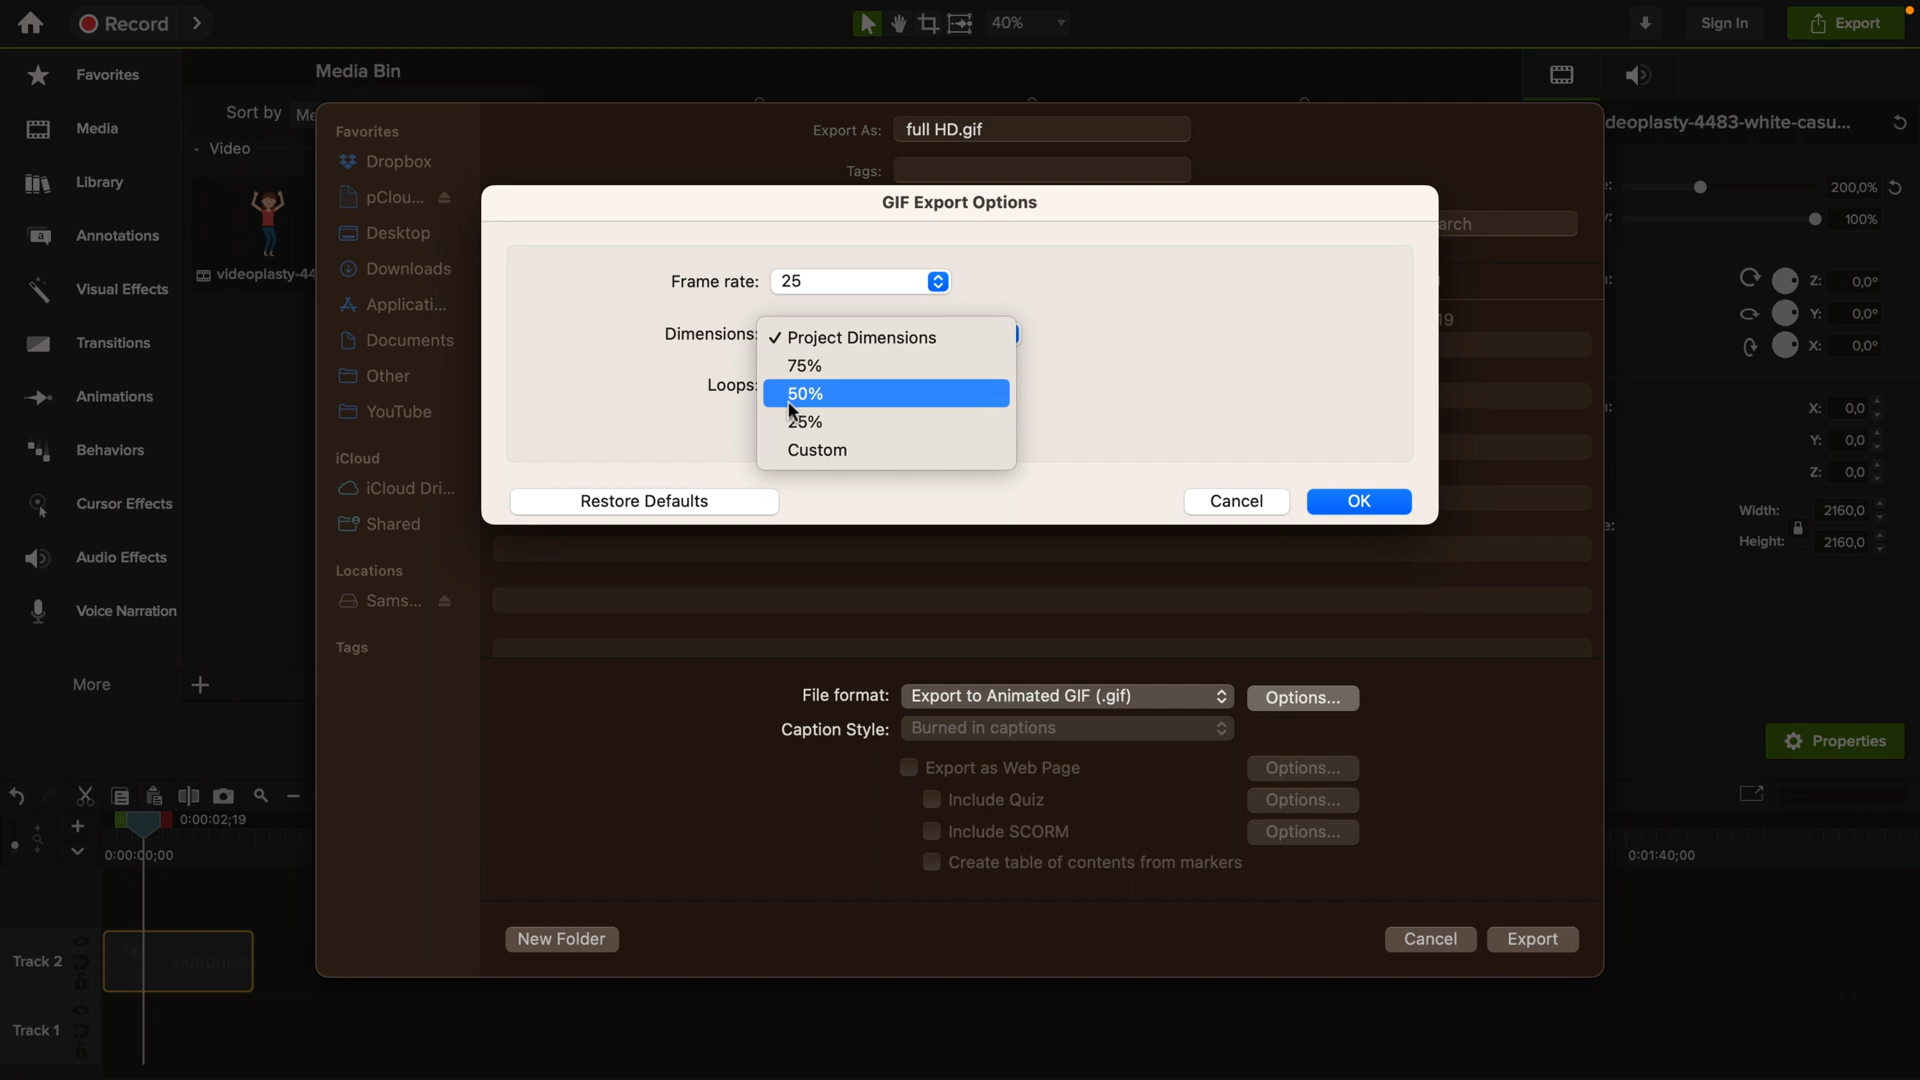 Record
40%
Sign In
Export
Favorites
Media
Library
Annotations
Visual Effects
Transitions
Animations
Behaviors
Cursor Effects
Audio Effects
Voice Narration
More
Media Bin
Sort by Me
Video
videoplasty-44
Favorites
Dropbox
pClou...
Desktop
Downloads
Applicati...
Documents
Other
YouTube
iCloud
iCloud Dri...
Shared
Locations
Sams...
Tags
Export As: full HD.gif
Tags:
arch
19
GIF Export Options
Frame rate: 25
Dimensions:
✓ Project Dimensions
75%
50%
25%
Custom
Loops:
Restore Defaults
Cancel
OK
File format: Export to Animated GIF (.gif) Options...
Caption Style: Burned in captions
Export as Web Page Options...
Include Quiz Options...
Include SCORM Options...
Create table of contents from markers
New Folder
Cancel
Export
deoplasty-4483-white-casu...
200,0%
100%
Z: 0,0°
Y: 0,0°
X: 0,0°
X: 0,0
Y: 0,0
Z: 0,0
Width: 2160,0
Height: 2160,0
Properties
0:00:02;19
0:00:00;00
0:01:40;00
Track 2
videoplas
Track 1